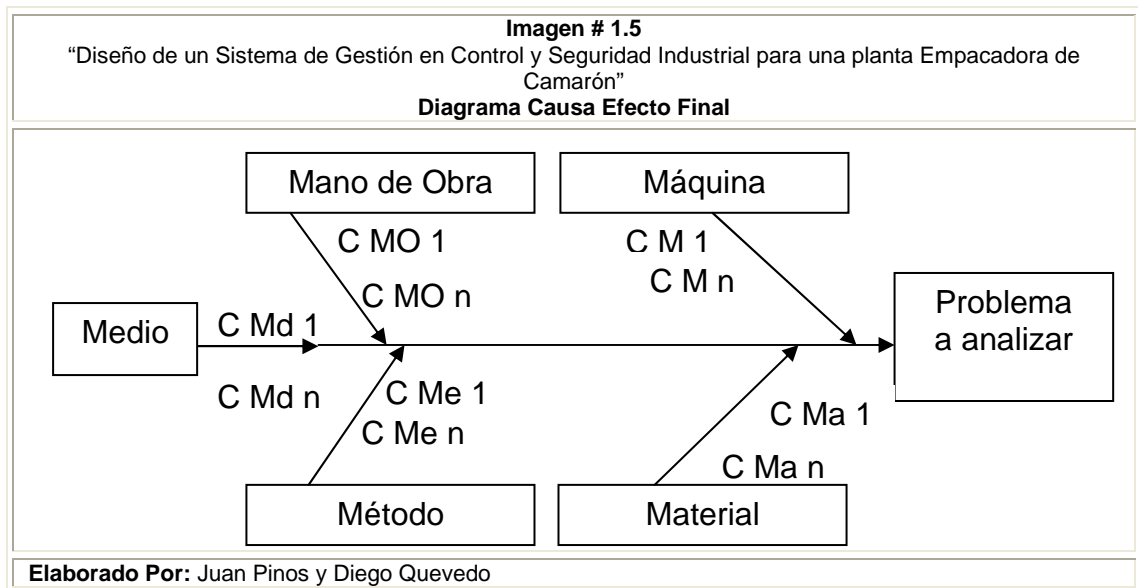 Imagen # 1.5
“Diseño de un Sistema de Gestión en Control y Seguridad Industrial para una planta Empacadora de
Camarón”
Diagrama Causa Efecto Final
Mano de Obra
Máquina
C MO 1
C M 1
C MO n
C M n
Medio
C Md 1
Problema
a analizar
C Md n
C Me 1
C Me n
C Ma 1
C Ma n
Método
Material
Elaborado Por: Juan Pinos y Diego Quevedo